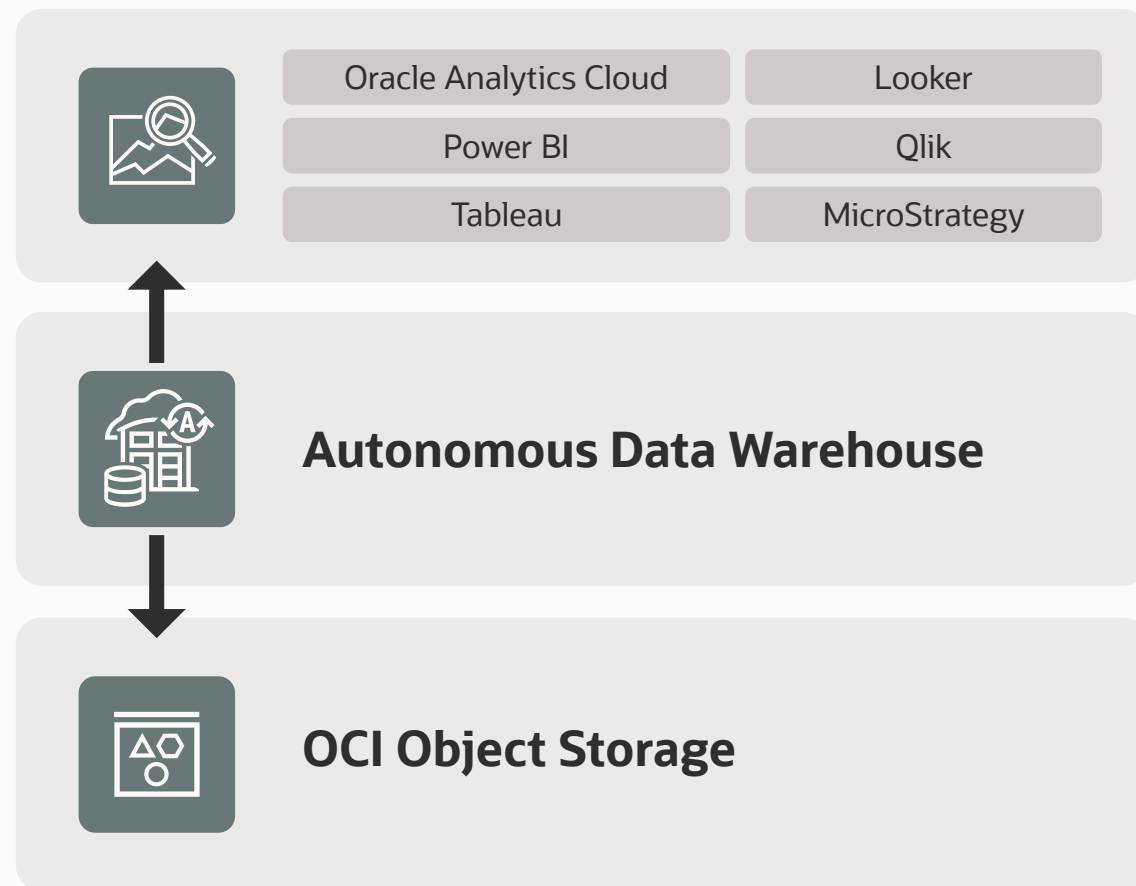 Oracle Analytics Cloud
Looker
Power BI
Qlik
Tableau
MicroStrategy
A
Autonomous Data Warehouse
OCI Object Storage